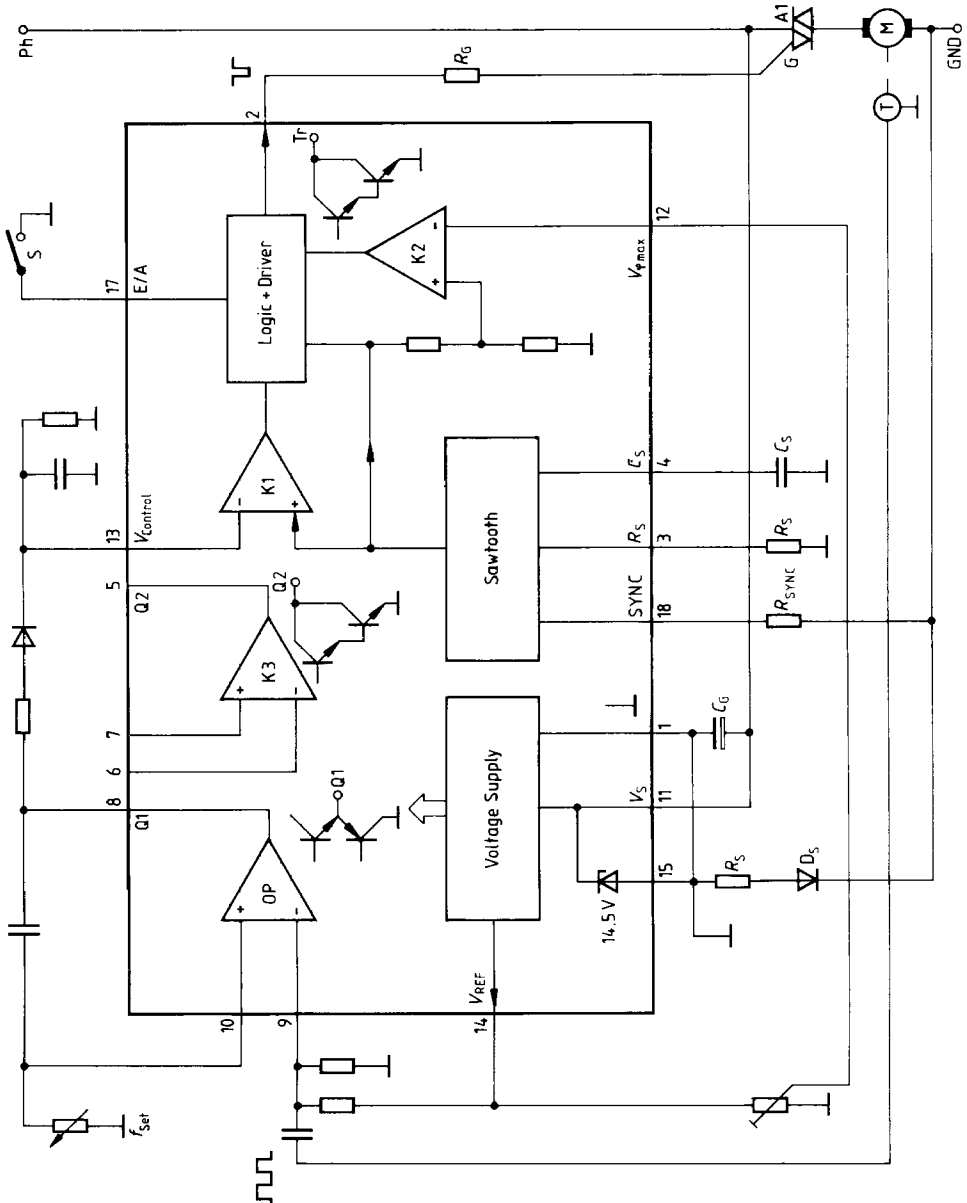 Ph
A1
G
M
T
GND
R_G
2
Tr
S
17
E/A
Logic + Driver
K2
+
-
12
V_φmax
13
V_Control
K1
-
+
5
Q2
K3
+
-
Q2
7
6
8
Q1
OP
+
-
Q1
10
9
f_Set
Sawtooth
C_S
4
C_S
R_S
3
R_S
SYNC
18
R_SYNC
Voltage Supply
1
C_G
V_S
11
15
14.5 V
R_S
D_S
V_REF
14